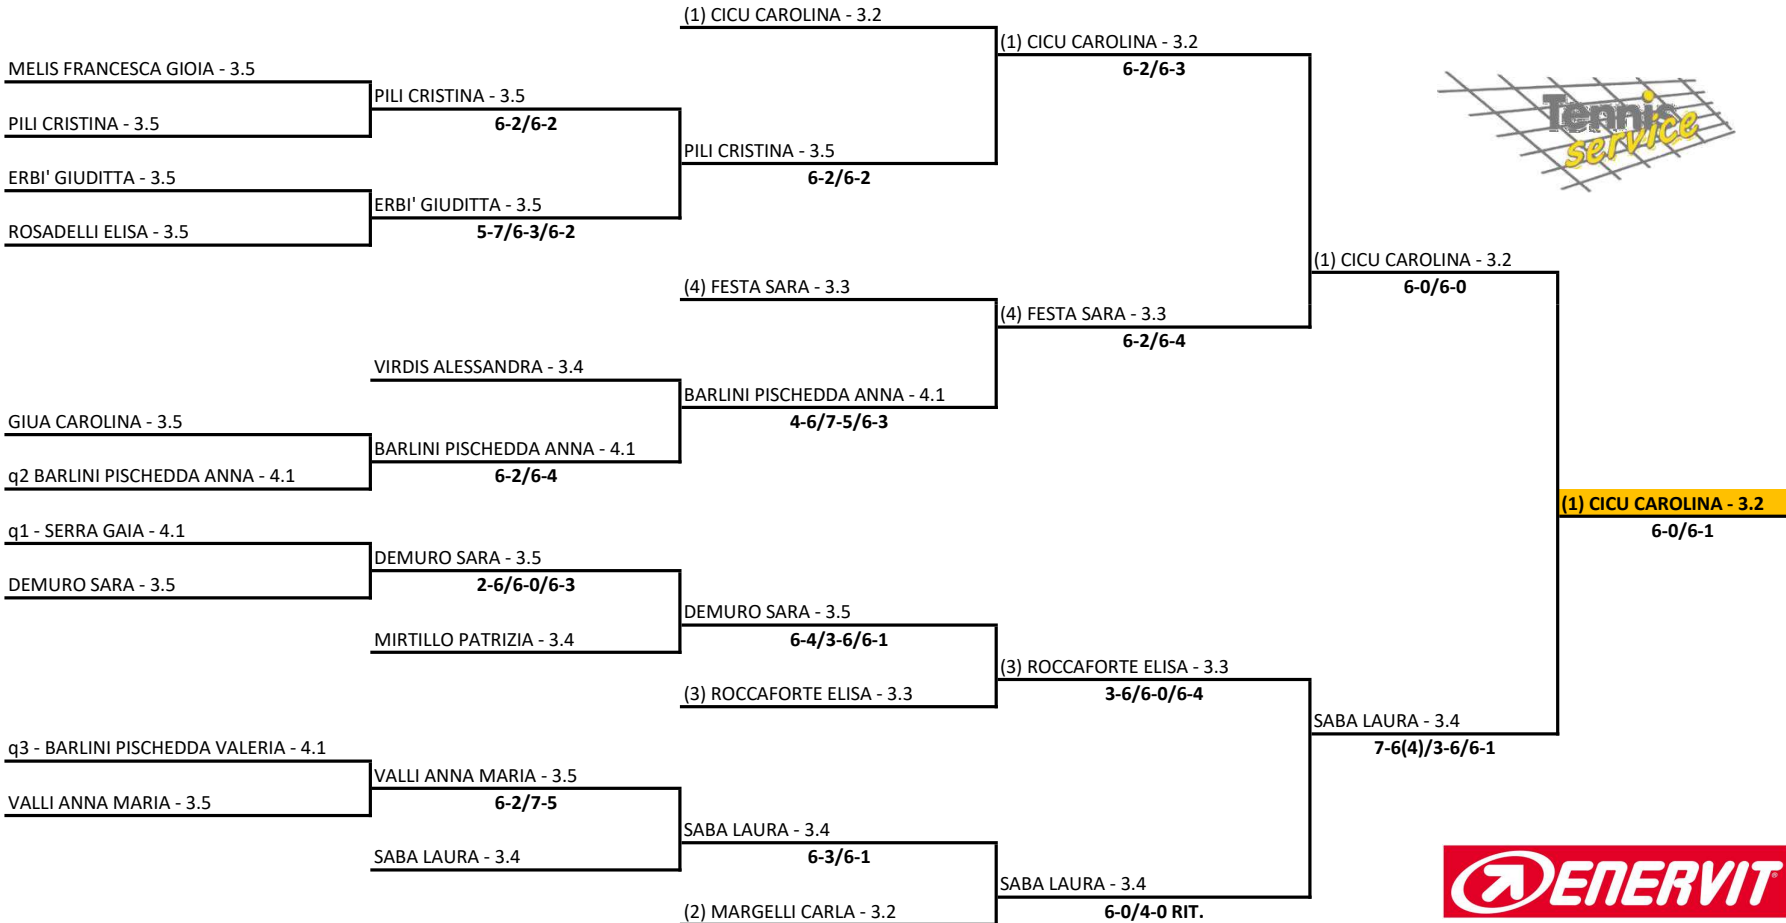 (1) CICU CAROLINA - 3.2
(1) CICU CAROLINA - 3.2
6-2/6-3
MELIS FRANCESCA GIOIA - 3.5
PILI CRISTINA - 3.5
6-2/6-2
PILI CRISTINA - 3.5
PILI CRISTINA - 3.5
6-2/6-2
ERBI' GIUDITTA - 3.5
ERBI' GIUDITTA - 3.5
5-7/6-3/6-2
ROSADELLI ELISA - 3.5
Tennis
service
(1) CICU CAROLINA - 3.2
6-0/6-0
(4) FESTA SARA - 3.3
(4) FESTA SARA - 3.3
6-2/6-4
VIRDIS ALESSANDRA - 3.4
BARLINI PISCHEDDA ANNA - 4.1
4-6/7-5/6-3
GIUA CAROLINA - 3.5
BARLINI PISCHEDDA ANNA - 4.1
6-2/6-4
q2 BARLINI PISCHEDDA ANNA - 4.1
(1) CICU CAROLINA - 3.2
6-0/6-1
q1 - SERRA GAIA - 4.1
DEMURO SARA - 3.5
2-6/6-0/6-3
DEMURO SARA - 3.5
DEMURO SARA - 3.5
6-4/3-6/6-1
MIRTILLO PATRIZIA - 3.4
(3) ROCCAFORTE ELISA - 3.3
3-6/6-0/6-4
(3) ROCCAFORTE ELISA - 3.3
SABA LAURA - 3.4
7-6(4)/3-6/6-1
q3 - BARLINI PISCHEDDA VALERIA - 4.1
VALLI ANNA MARIA - 3.5
6-2/7-5
VALLI ANNA MARIA - 3.5
SABA LAURA - 3.4
6-3/6-1
SABA LAURA - 3.4
SABA LAURA - 3.4
6-0/4-0 RIT.
(2) MARGELLI CARLA - 3.2
ENERVIT